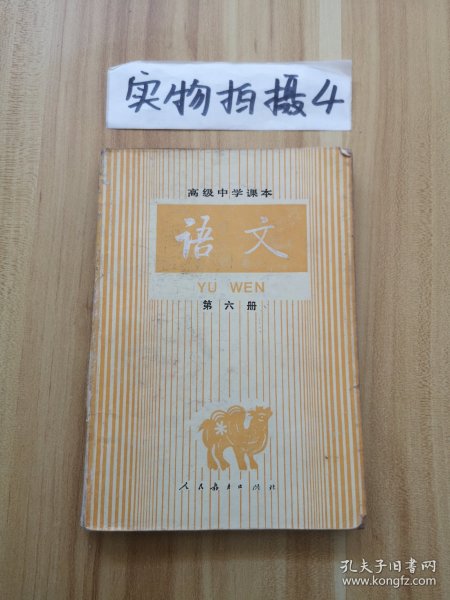 实物拍摄4
高级中学课本
语文
YU WEN
第六册
人民教育出版社
孔夫子旧书网
www.kongfz.com